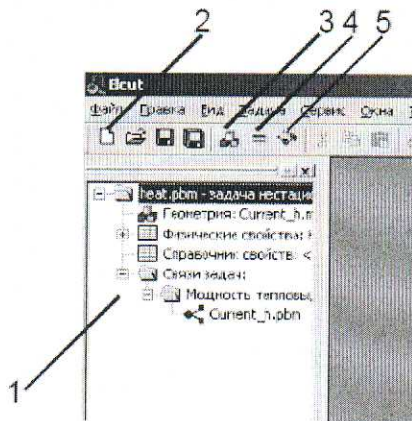 2 3 4 5
Elcut
Файл Правка Вид Задача Сервис Окна
heat.pbm - задача нестаци
Геометрия: Current_h.m
Физические свойства:
Справочник свойств: <
Связи задач:
Мощность тепловы
Current_h.pbm
1